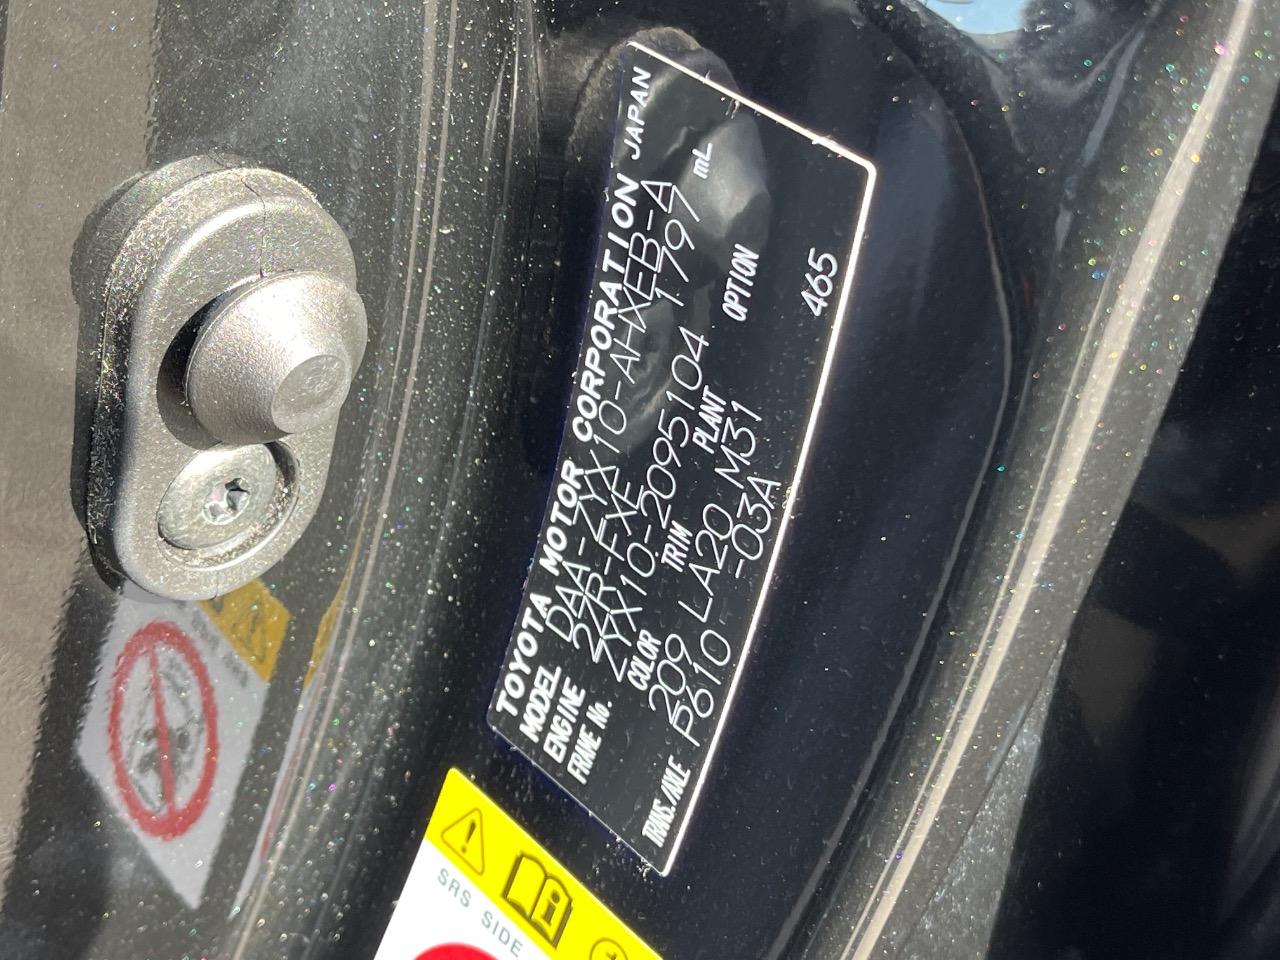 TOYOTA MOTOR CORPORATION JAPAN
MODEL DAA-ZYX10-AHXEB-A
ENGINE 2ZR-FXE 1797 mL
FRAME No. ZYX10-2095104
COLOR TRIM PLANT OPTION
209 LA20 M31
TRANS./AXLE P610 -03A 465
SRS SIDE